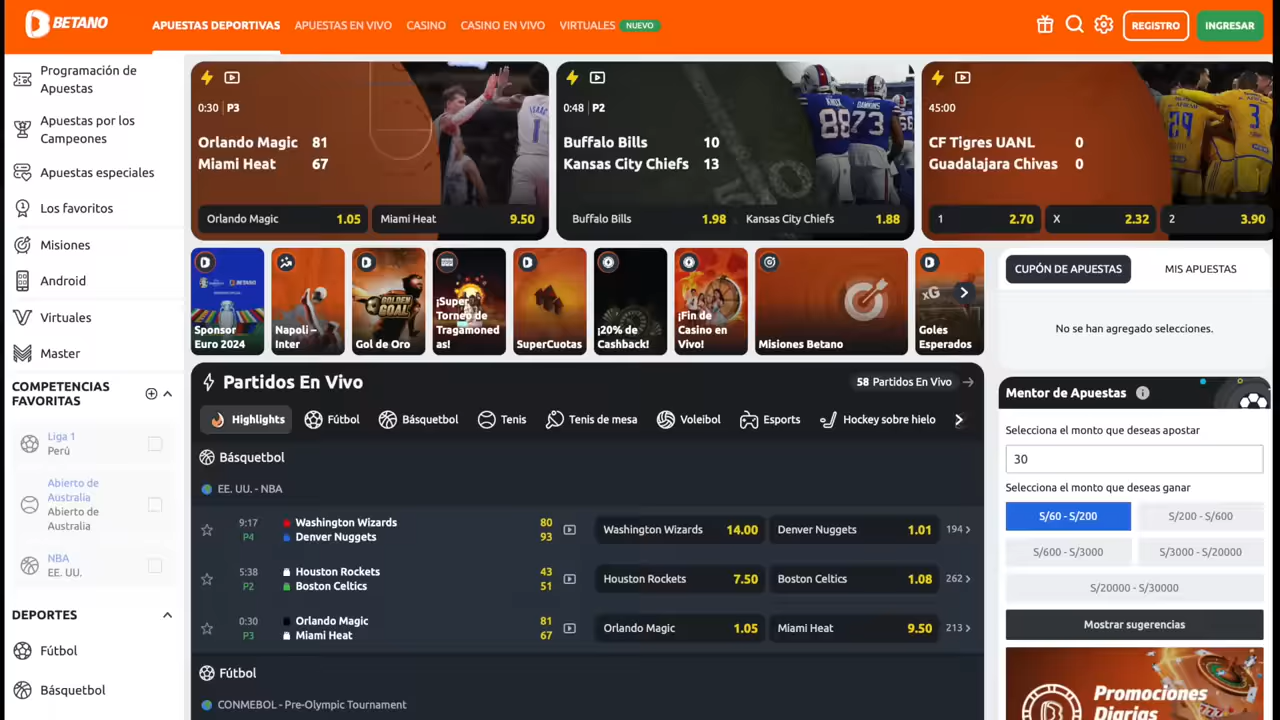 BETANO
APUESTAS DEPORTIVAS
APUESTAS EN VIVO
CASINO
CASINO EN VIVO
VIRTUALES
NUEVO
REGISTRO
INGRESAR
Programación de
Apuestas
Apuestas por los
Campeones
Apuestas especiales
Los favoritos
Misiones
Android
Virtuales
Master
COMPETENCIAS
FAVORITAS
Liga 1
Perú
Abierto de
Australia
Abierto de
Australia
NBA
EE. UU.
DEPORTES
Fútbol
Básquetbol
0:30 P3
Orlando Magic 81
Miami Heat 67
Orlando Magic 1.05
Miami Heat 9.50
0:48 P2
Buffalo Bills 10
Kansas City Chiefs 13
Buffalo Bills 1.98
Kansas City Chiefs 1.88
KNOX
88
DAWKINS
73
45:00
CF Tigres UANL 0
Guadalajara Chivas 0
1 2.70
X 2.32
2 3.90
Sponsor
Euro 2024
Napoli –
Inter
GOLDEN
GOAL
Gol de Oro
¡Super
Torneo de
Tragamoned
as!
SuperCuotas
¡20% de
Cashback!
¡Fin de
Casino en
Vivo!
Misiones Betano
xG
Goles
Esperados
Partidos En Vivo
58 Partidos En Vivo
Highlights
Fútbol
Básquetbol
Tenis
Tenis de mesa
Voleibol
Esports
Hockey sobre hielo
Básquetbol
EE. UU. - NBA
9:17 Washington Wizards 80
P4 Denver Nuggets 93
Washington Wizards 14.00
Denver Nuggets 1.01
194
5:38 Houston Rockets 43
P2 Boston Celtics 51
Houston Rockets 7.50
Boston Celtics 1.08
262
0:30 Orlando Magic 81
P3 Miami Heat 67
Orlando Magic 1.05
Miami Heat 9.50
213
Fútbol
CONMEBOL - Pre-Olympic Tournament
CUPÓN DE APUESTAS
MIS APUESTAS
No se han agregado selecciones.
Mentor de Apuestas
Selecciona el monto que deseas apostar
30
Selecciona el monto que deseas ganar
S/60 - S/200
S/200 - S/600
S/600 - S/3000
S/3000 - S/20000
S/20000 - S/30000
Mostrar sugerencias
Promociones
Diarias